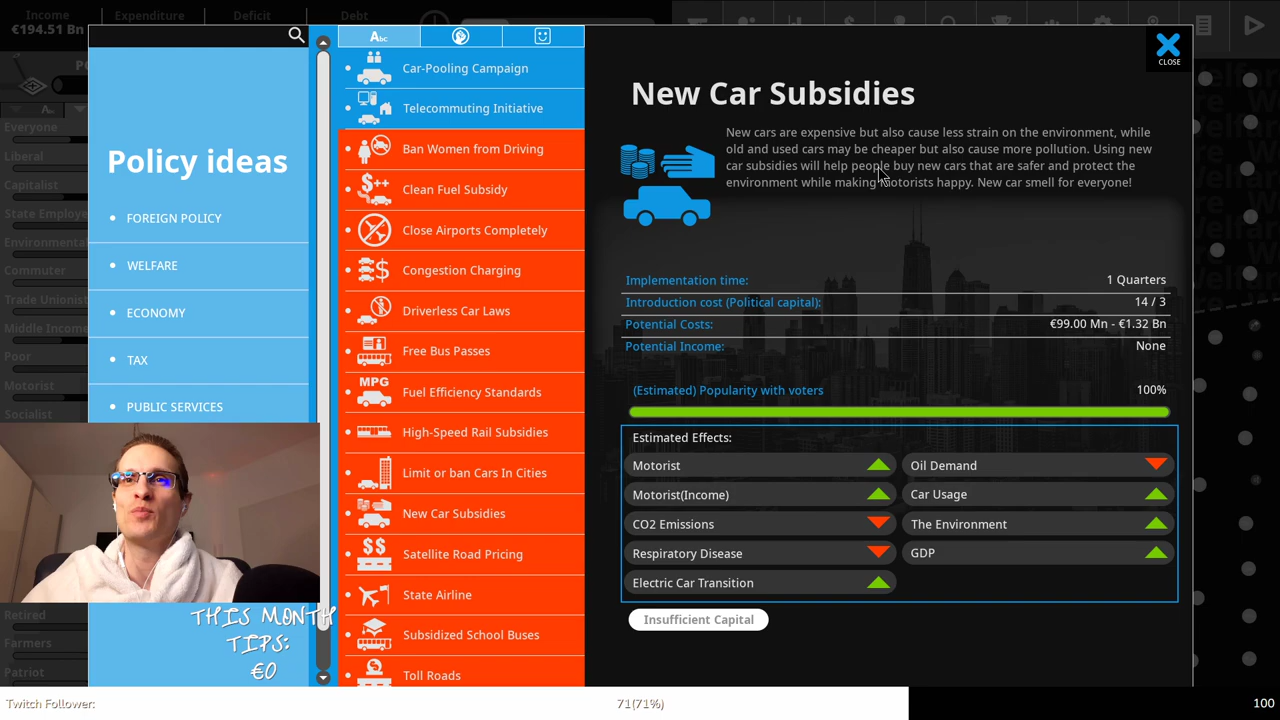 Income
Expenditure
Deficit
Debt
€194.51 Bn
Abc
CLOSE
Policy ideas
FOREIGN POLICY
WELFARE
ECONOMY
TAX
PUBLIC SERVICES
Car-Pooling Campaign
Telecommuting Initiative
Ban Women from Driving
Clean Fuel Subsidy
Close Airports Completely
Congestion Charging
Driverless Car Laws
Free Bus Passes
MPG
Fuel Efficiency Standards
High-Speed Rail Subsidies
Limit or ban Cars In Cities
New Car Subsidies
Satellite Road Pricing
State Airline
Subsidized School Buses
Toll Roads
New Car Subsidies
New cars are expensive but also cause less strain on the environment, while
old and used cars may be cheaper but also cause more pollution. Using new
car subsidies will help people buy new cars that are safer and protect the
environment while making motorists happy. New car smell for everyone!
Implementation time: 1 Quarters
Introduction cost (Political capital): 14 / 3
Potential Costs: €99.00 Mn - €1.32 Bn
Potential Income: None
(Estimated) Popularity with voters 100%
Estimated Effects:
Motorist
Oil Demand
Motorist(Income)
Car Usage
CO2 Emissions
The Environment
Respiratory Disease
GDP
Electric Car Transition
Insufficient Capital
Everyone
Liberal
Capitalist
State Employe
Environmenta
Commuter
Trade Unionist
Middle Incom
Poor
Motorist
Socialist
Retired
Farmers
Patriot
THIS MONTH
TIPS:
€0
Twitch Follower: 71(71%) 100